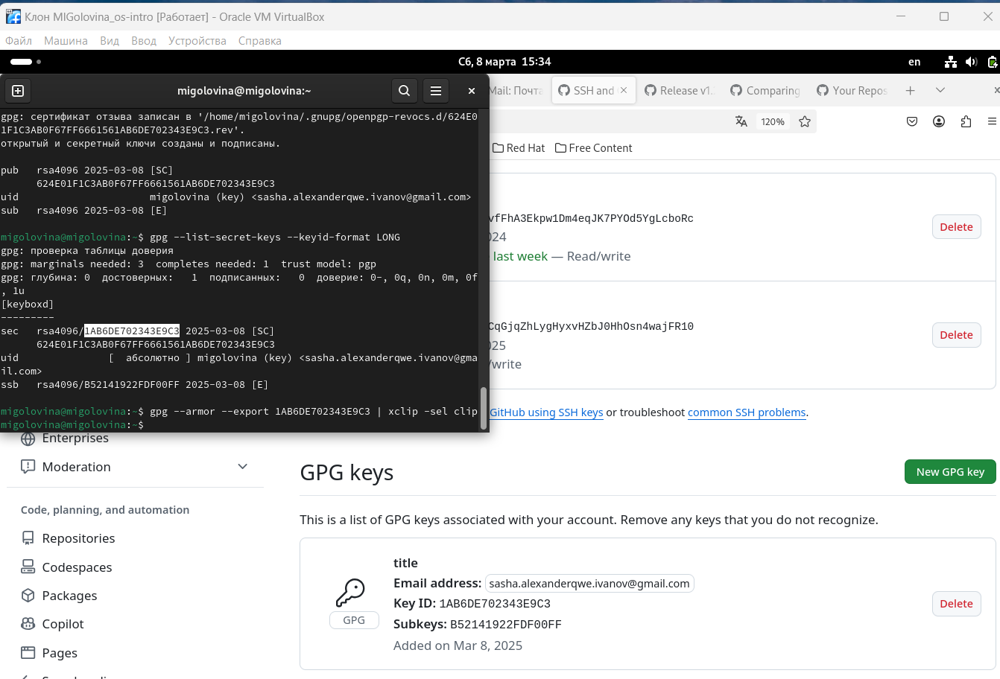 Клон MIGolovina_os-intro [Работает] - Oracle VM VirtualBox
Файл Машина Вид Ввод Устройства Справка
Сб, 8 марта 15:34
en
migolovina@migolovina:~
Mail: Почта
SSH and
Release v1.
Comparing
Your Repos
120%
Red Hat
Free Content
gpg: сертификат отзыва записан в '/home/migolovina/.gnupg/openpgp-revocs.d/624E0
1F1C3AB0F67FF6661561AB6DE702343E9C3.rev'.
открытый и секретный ключи созданы и подписаны.
pub rsa4096 2025-03-08 [SC]
624E01F1C3AB0F67FF6661561AB6DE702343E9C3
uid migolovina (key) <sasha.alexanderqwe.ivanov@gmail.com>
sub rsa4096 2025-03-08 [E]
migolovina@migolovina:~$ gpg --list-secret-keys --keyid-format LONG
gpg: проверка таблицы доверия
gpg: marginals needed: 3 completes needed: 1 trust model: pgp
gpg: глубина: 0 достоверных: 1 подписанных: 0 доверие: 0-, 0q, 0n, 0m, 0f
, 1u
[keyboxd]
---------
sec rsa4096/1AB6DE702343E9C3 2025-03-08 [SC]
624E01F1C3AB0F67FF6661561AB6DE702343E9C3
uid [ абсолютно ] migolovina (key) <sasha.alexanderqwe.ivanov@gma
il.com>
ssb rsa4096/B52141922FDF00FF 2025-03-08 [E]
migolovina@migolovina:~$ gpg --armor --export 1AB6DE702343E9C3 | xclip -sel clip
migolovina@migolovina:~$
vfFhA3Ekpw1Dm4eqJK7PYOd5YgLcboRc
024
last week — Read/write
Delete
CqGjqZhLygHyxvHZbJ0HhOsn4wajFR10
025
/write
Delete
GitHub using SSH keys or troubleshoot common SSH problems.
Enterprises
Moderation
Code, planning, and automation
Repositories
Codespaces
Packages
Copilot
Pages
GPG keys
New GPG key
This is a list of GPG keys associated with your account. Remove any keys that you do not recognize.
title
Email address: sasha.alexanderqwe.ivanov@gmail.com
Key ID: 1AB6DE702343E9C3
Subkeys: B52141922FDF00FF
Added on Mar 8, 2025
GPG
Delete